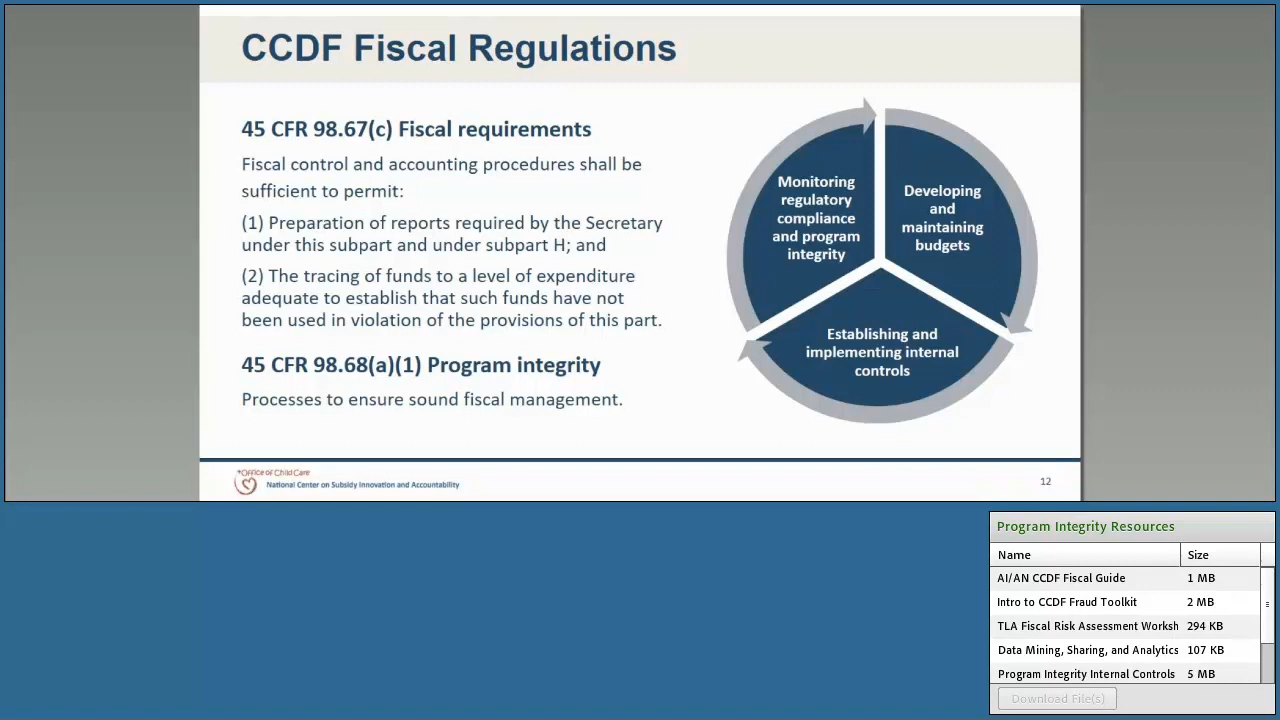 CCDF Fiscal Regulations
45 CFR 98.67(c) Fiscal requirements
Fiscal control and accounting procedures shall be
sufficient to permit:
(1) Preparation of reports required by the Secretary
under this subpart and under subpart H; and
(2) The tracing of funds to a level of expenditure
adequate to establish that such funds have not
been used in violation of the provisions of this part.
45 CFR 98.68(a)(1) Program integrity
Processes to ensure sound fiscal management.
Monitoring
regulatory
compliance
and program
integrity
Developing
and
maintaining
budgets
Establishing and
implementing internal
controls
Office of Child Care
National Center on Subsidy Innovation and Accountability
12
Program Integrity Resources
Name Size
AI/AN CCDF Fiscal Guide 1 MB
Intro to CCDF Fraud Toolkit 2 MB
TLA Fiscal Risk Assessment Worksh 294 KB
Data Mining, Sharing, and Analytics 107 KB
Program Integrity Internal Controls 5 MB
Download File(s)